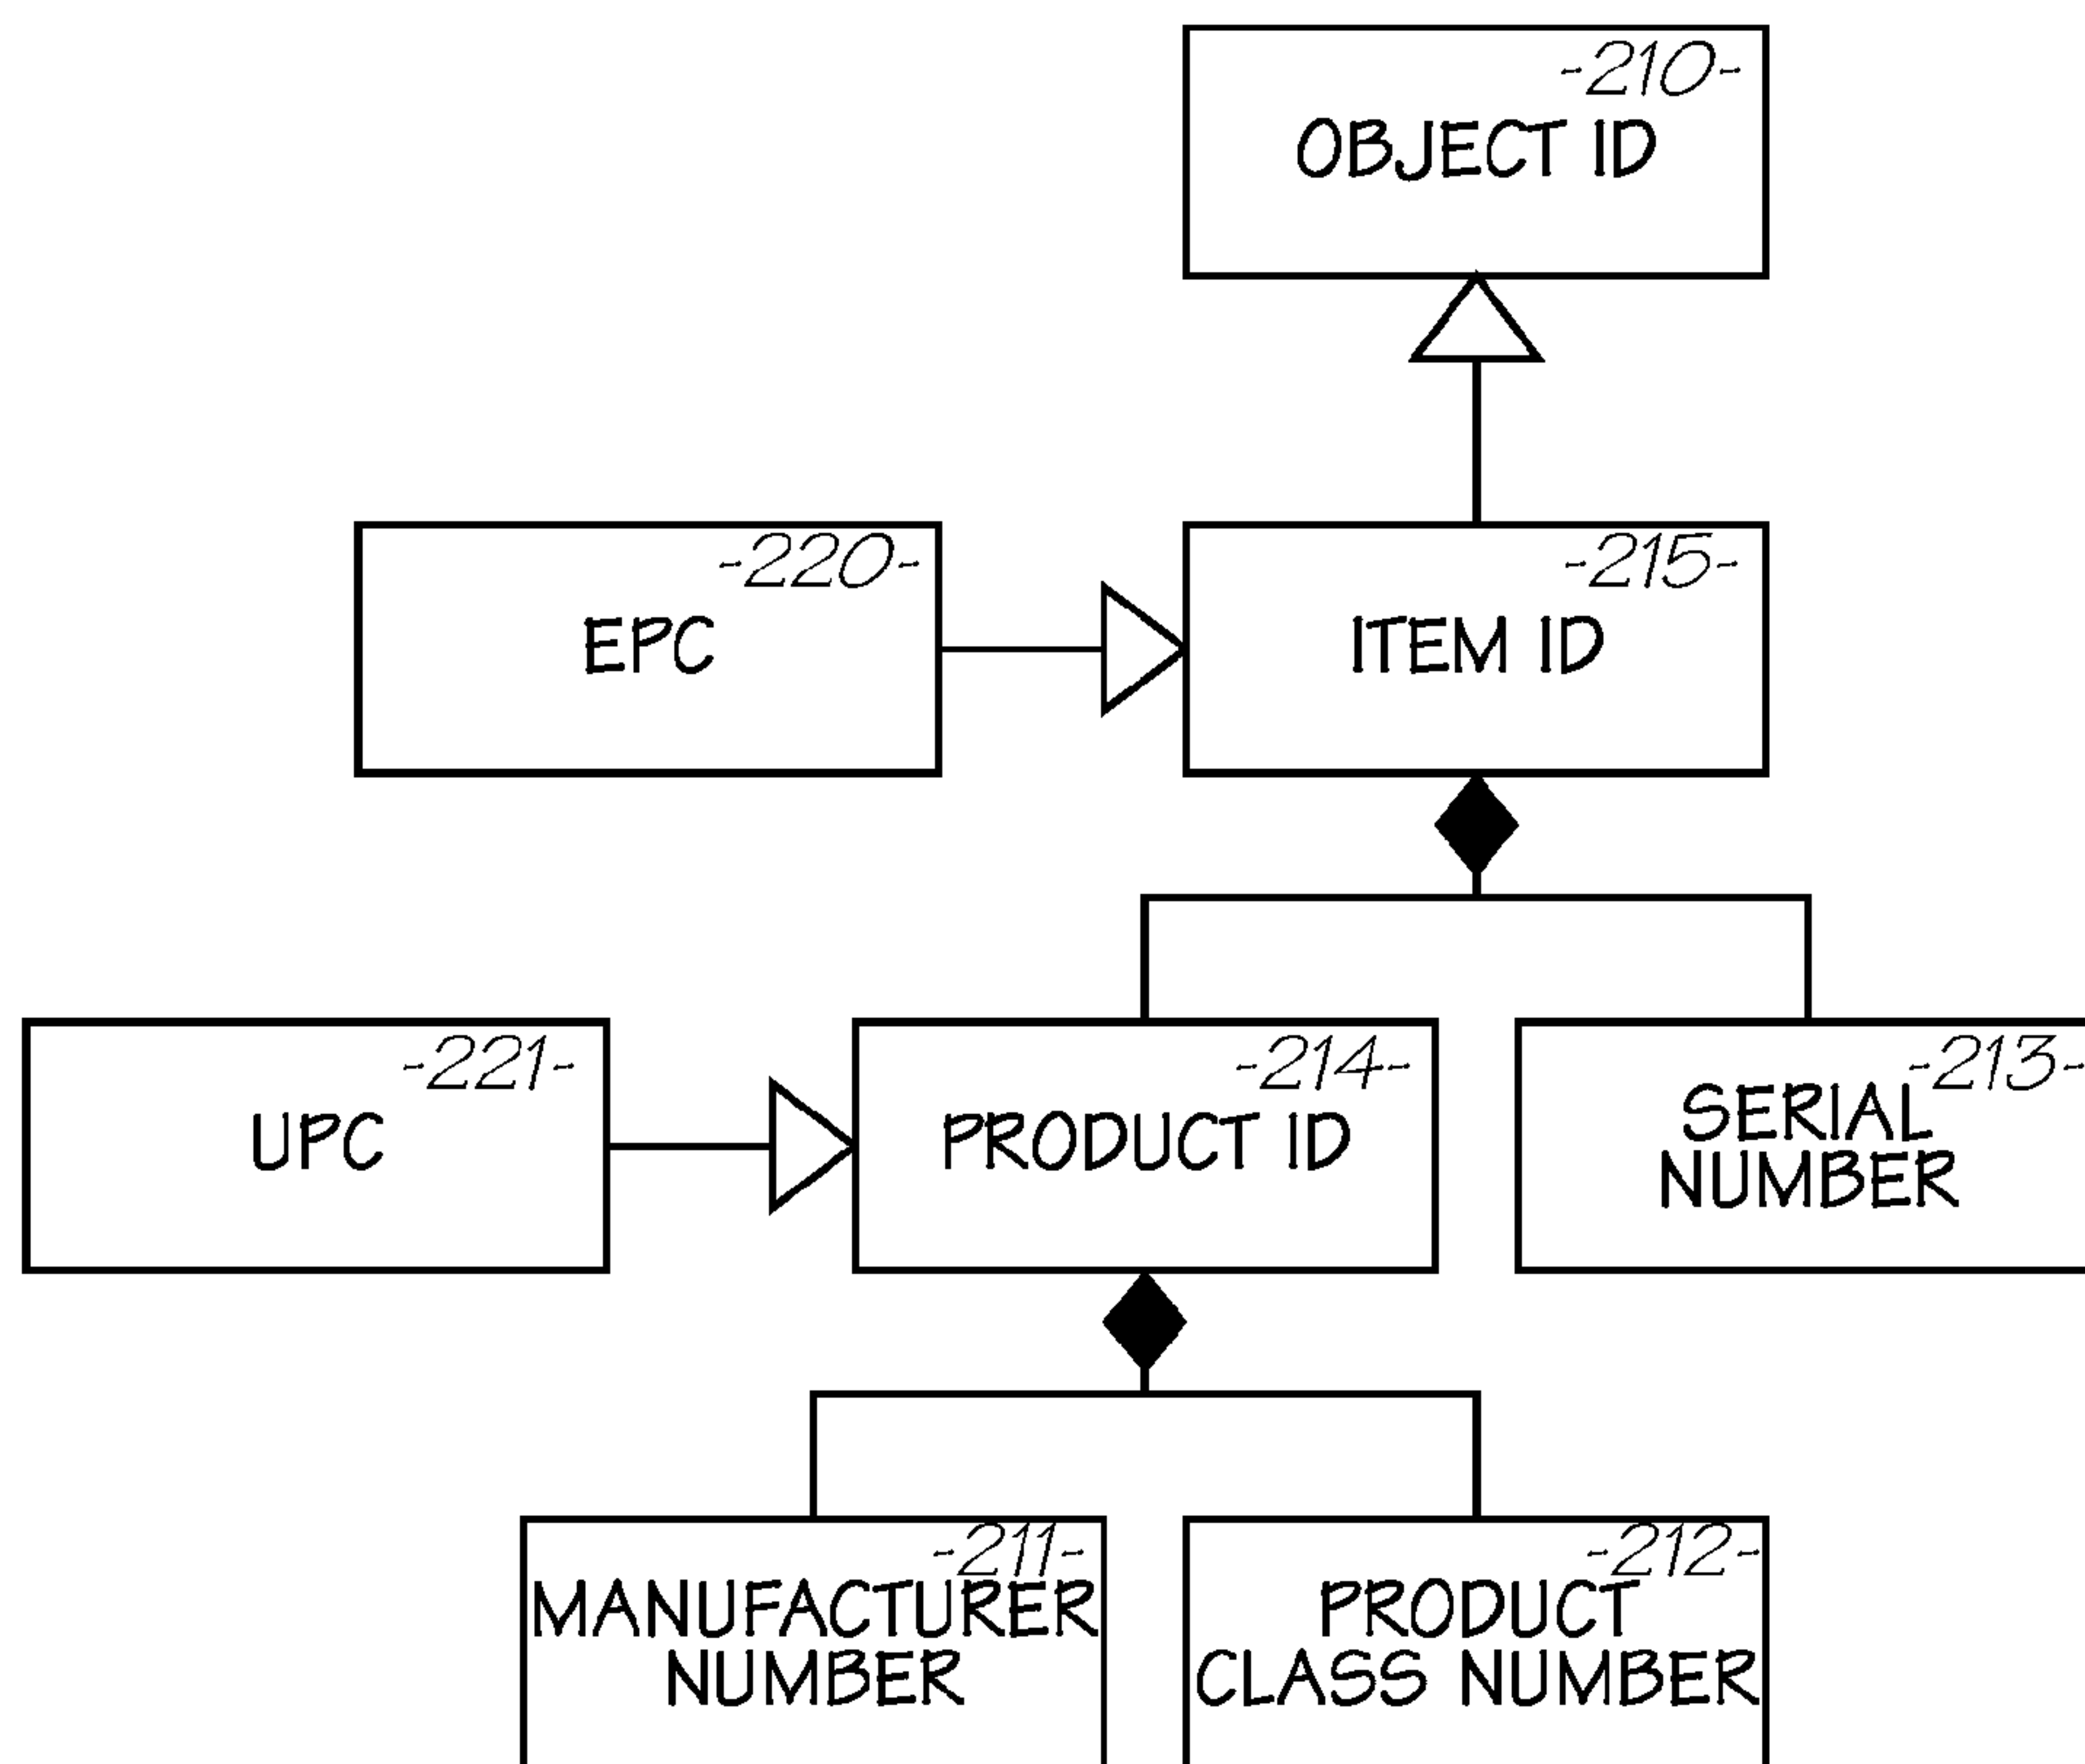 -210-
OBJECT ID
-220-
EPC
-215-
ITEM ID
-221-
UPC
-214-
PRODUCT ID
-213-
SERIAL
NUMBER
-211-
MANUFACTURER
NUMBER
-212-
PRODUCT
CLASS NUMBER